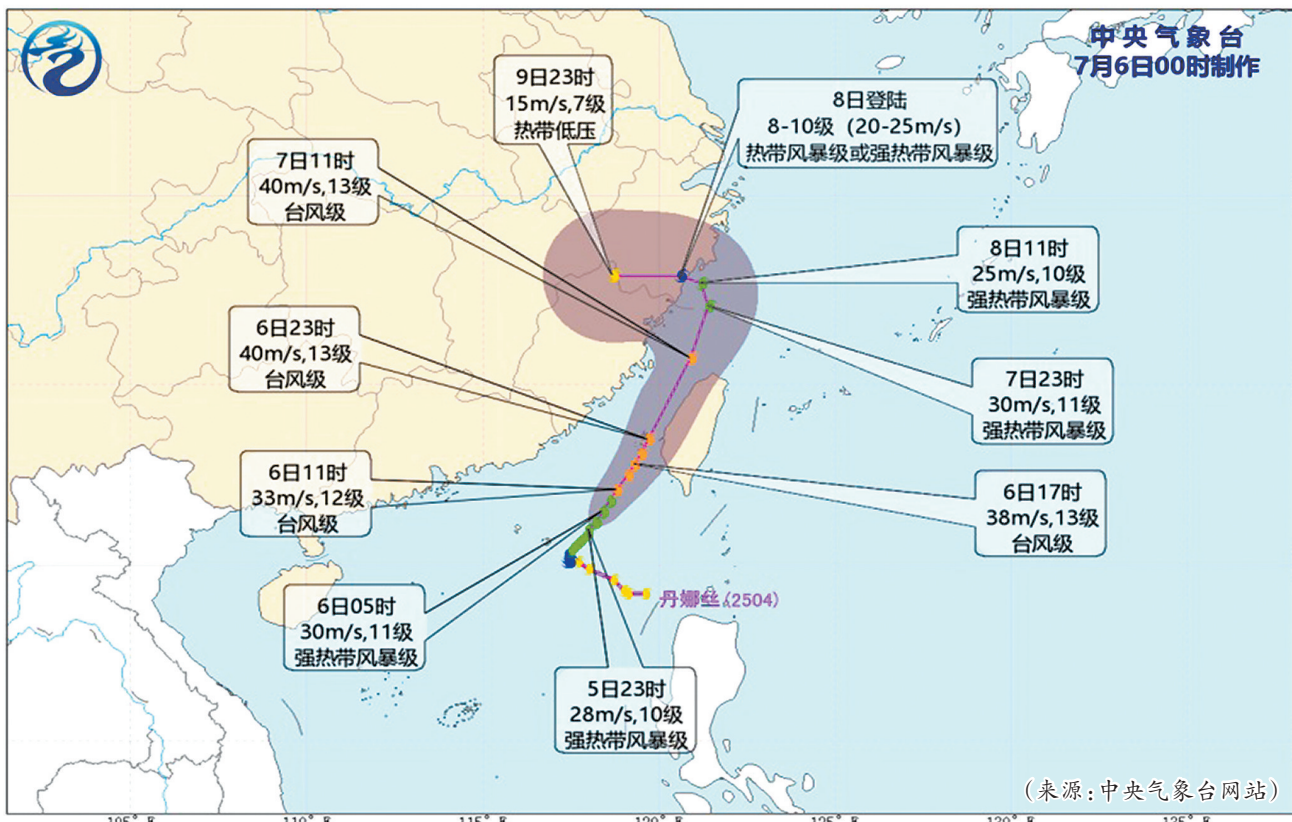 中央气象台
7月6日00时制作
9日23时
15m/s,7级
热带低压
8日登陆
8-10级（20-25m/s）
热带风暴级或强热带风暴级
7日11时
40m/s,13级
台风级
8日11时
25m/s,10级
强热带风暴级
6日23时
40m/s,13级
台风级
7日23时
30m/s,11级
强热带风暴级
6日11时
33m/s,12级
台风级
6日17时
38m/s,13级
台风级
6日05时
30m/s,11级
强热带风暴级
丹娜丝(2504)
5日23时
28m/s,10级
强热带风暴级
（来源:中央气象台网站）